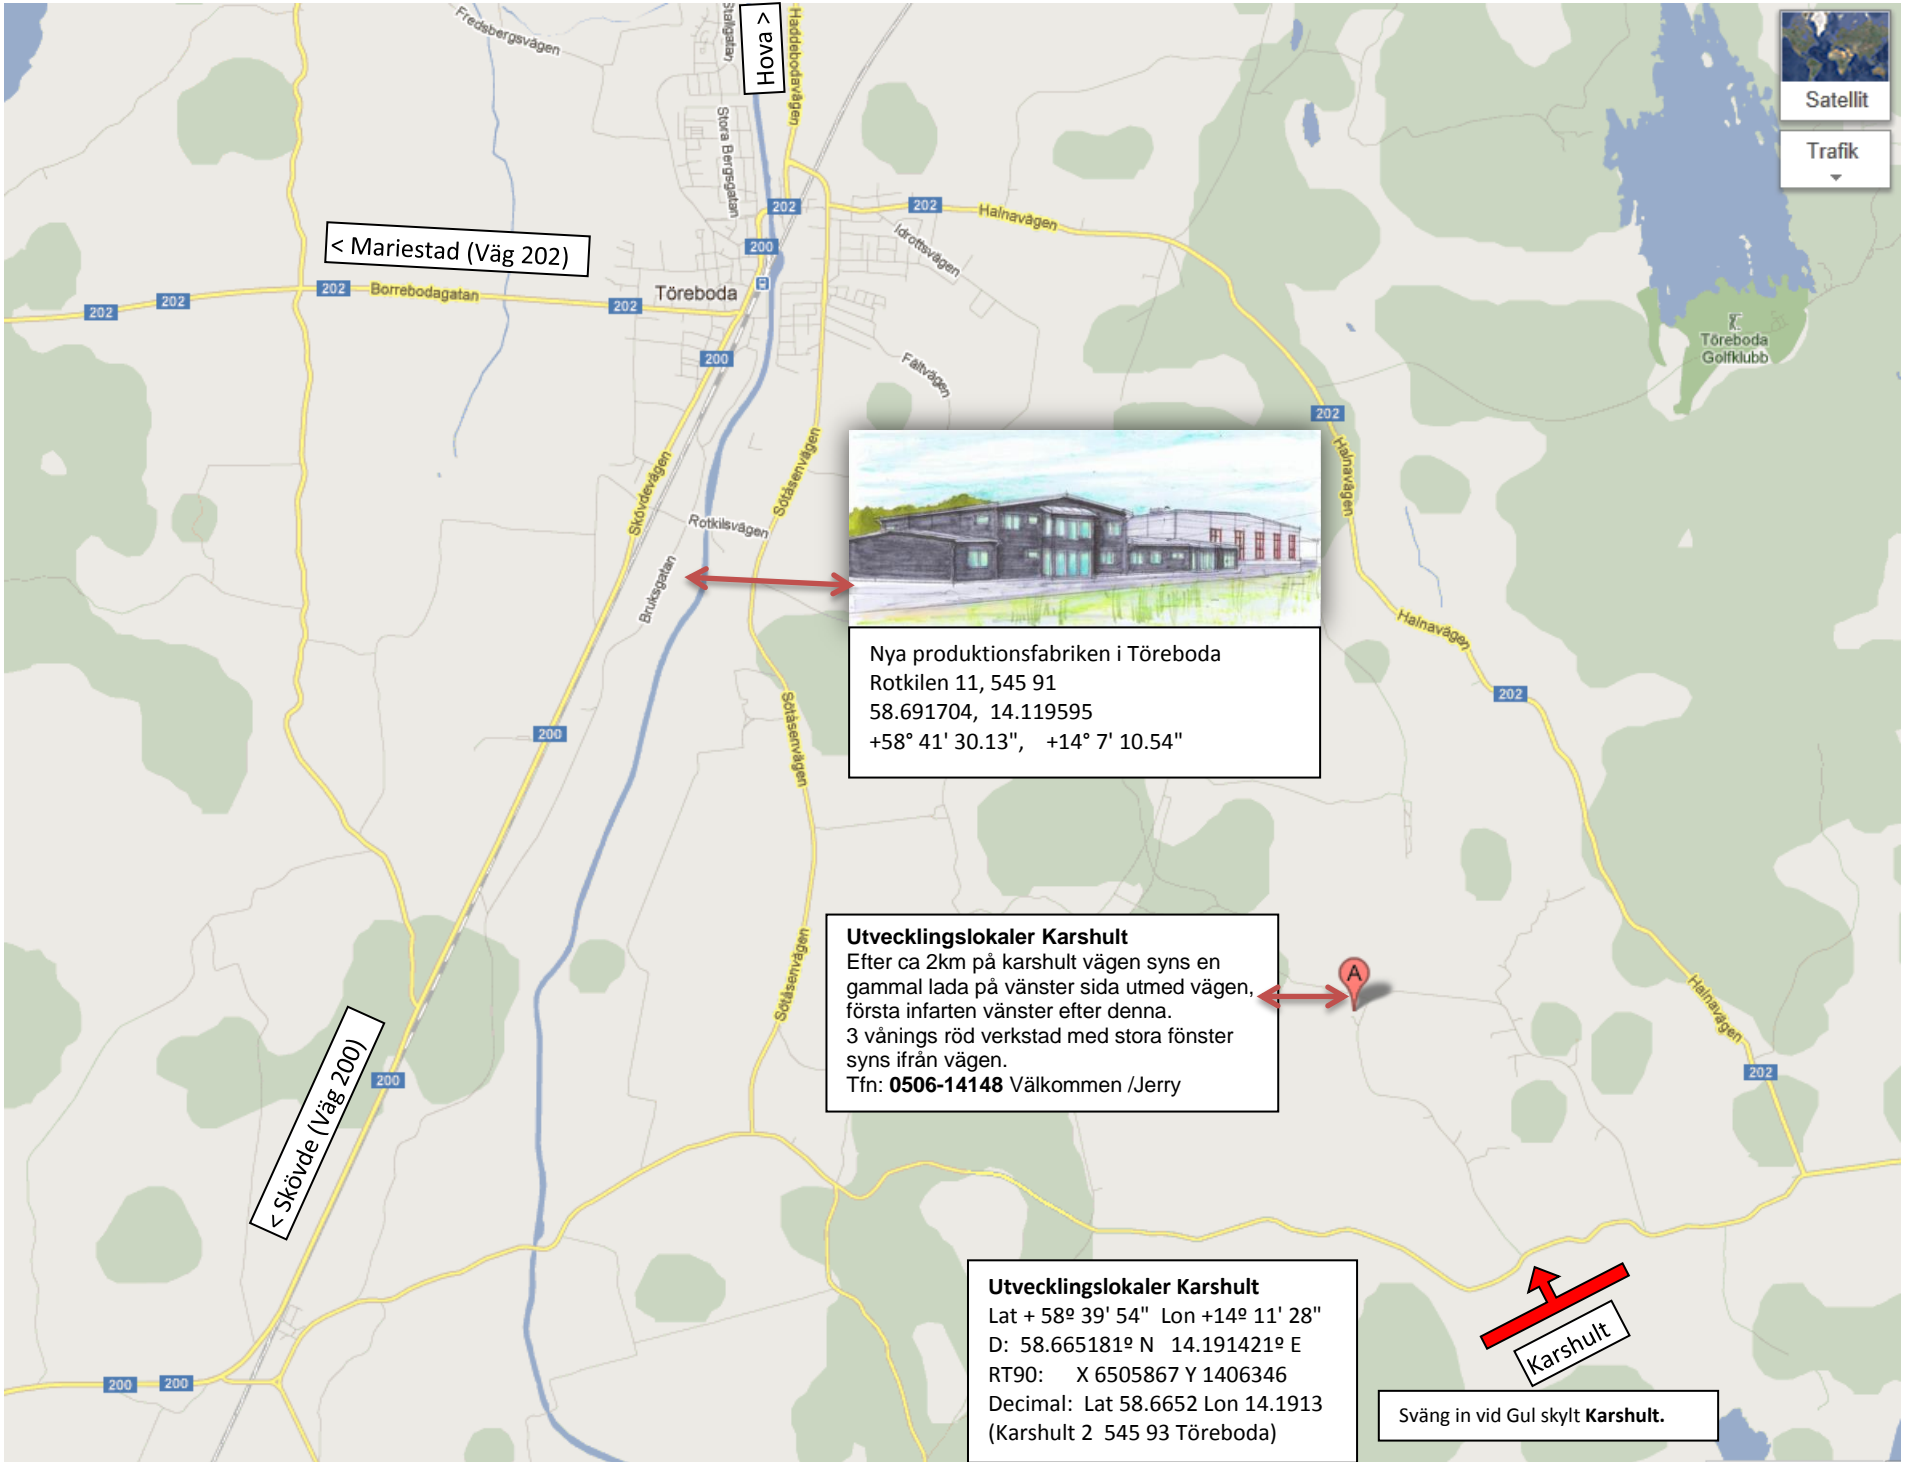 Fredsbergsvägen
Stallgatan
Hova >
Haddebodavägen
Satellit
Trafik
Stora Bergsgatan
202
202
Halnavägen
Idrottsvägen
200
< Mariestad (Väg 202)
202
202
202
Borrebodagatan
202
Töreboda
200
Fältvägen
Töreboda
Golfklubb
202
Halnavägen
Skövdevägen
Sötåsenvägen
Rotkilsvägen
Bruksgatan
Halnavägen
202
Nya produktionsfabriken i Töreboda
Rotkilen 11, 545 91
58.691704, 14.119595
+58° 41' 30.13", +14° 7' 10.54"
Sötåsenvägen
200
Utvecklingslokaler Karshult
Efter ca 2km på karshult vägen syns en
gammal lada på vänster sida utmed vägen,
första infarten vänster efter denna.
3 vånings röd verkstad med stora fönster
syns ifrån vägen.
Tfn: 0506-14148 Välkommen /Jerry
A
Sötåsenvägen
Halnavägen
202
< Skövde (Väg 200)
200
Utvecklingslokaler Karshult
Lat + 58º 39' 54" Lon +14º 11' 28"
D: 58.665181º N 14.191421º E
RT90: X 6505867 Y 1406346
Decimal: Lat 58.6652 Lon 14.1913
(Karshult 2 545 93 Töreboda)
Karshult
Sväng in vid Gul skylt Karshult.
200
200